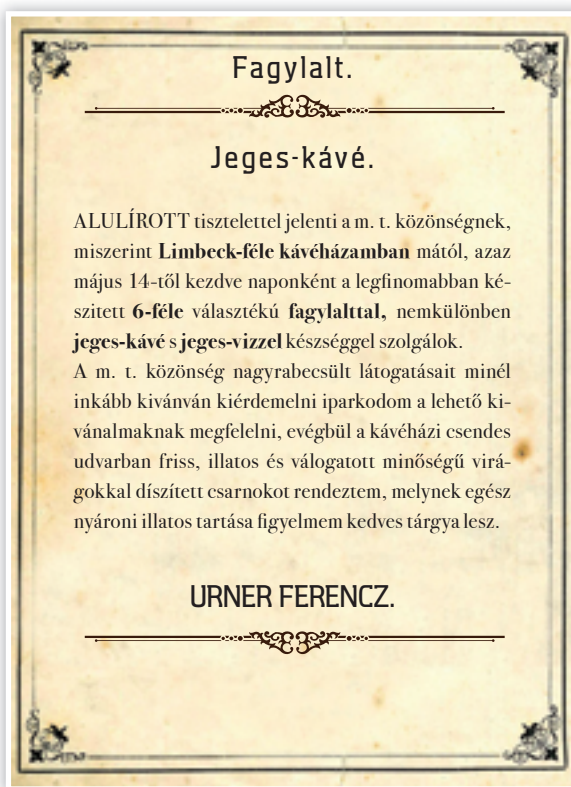 Fagylalt.
Jeges-kávé.
ALULÍROTT tisztelettel jelenti a m. t. közönségnek,
miszerint Limbeck-féle kávéházamban mától, azaz
május 14-től kezdve naponként a legfinomabban ké-
szitett 6-féle választékú fagylalttal, nemkülönben
jeges-kávé s jeges-vizzel készséggel szolgálok.
A m. t. közönség nagyrabecsült látogatásait minél
inkább kivánván kiérdemelni iparkodom a lehető ki-
vánalmaknak megfelelni, evégbül a kávéházi csendes
udvarban friss, illatos és válogatott minőségű virá-
gokkal díszített csarnokot rendeztem, melynek egész
nyároni illatos tartása figyelmem kedves tárgya lesz.
URNER FERENCZ.